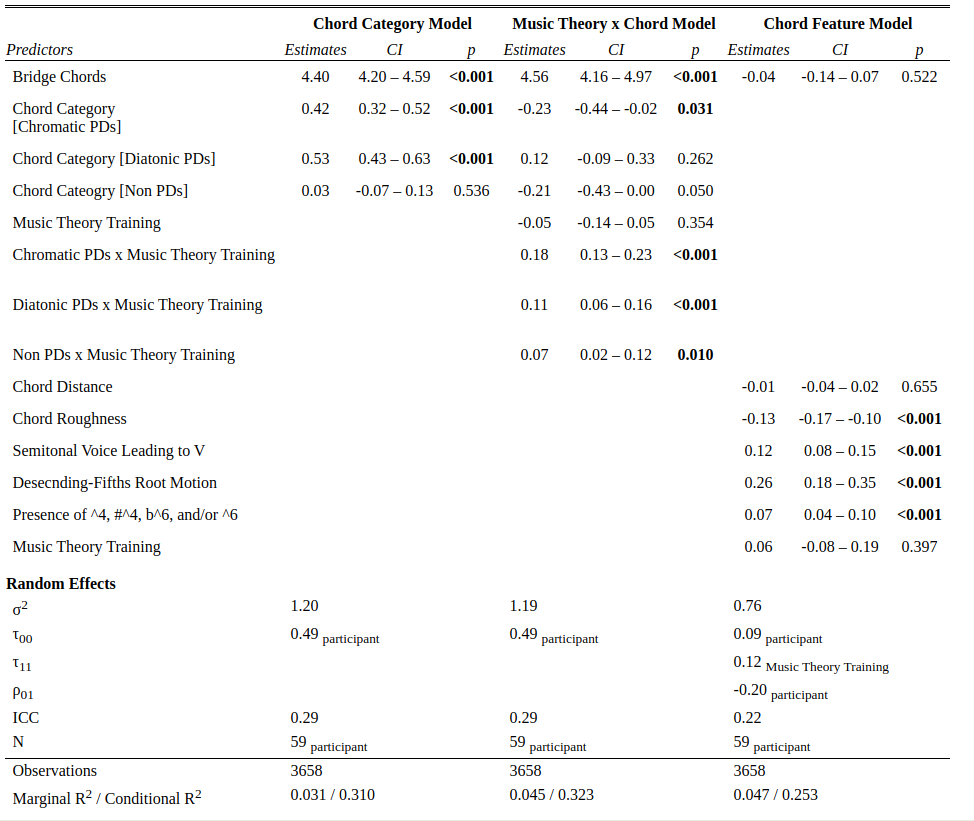 Chord Category Model Music Theory x Chord Model Chord Feature Model
Predictors Estimates CI p Estimates CI p Estimates CI p
Bridge Chords 4.40 4.20 – 4.59 <0.001 4.56 4.16 – 4.97 <0.001 -0.04 -0.14 – 0.07 0.522
Chord Category 0.42 0.32 – 0.52 <0.001 -0.23 -0.44 – -0.02 0.031
[Chromatic PDs]
Chord Category [Diatonic PDs] 0.53 0.43 – 0.63 <0.001 0.12 -0.09 – 0.33 0.262
Chord Cateogry [Non PDs] 0.03 -0.07 – 0.13 0.536 -0.21 -0.43 – 0.00 0.050
Music Theory Training -0.05 -0.14 – 0.05 0.354
Chromatic PDs x Music Theory Training 0.18 0.13 – 0.23 <0.001
Diatonic PDs x Music Theory Training 0.11 0.06 – 0.16 <0.001
Non PDs x Music Theory Training 0.07 0.02 – 0.12 0.010
Chord Distance -0.01 -0.04 – 0.02 0.655
Chord Roughness -0.13 -0.17 – -0.10 <0.001
Semitonal Voice Leading to V 0.12 0.08 – 0.15 <0.001
Desecnding-Fifths Root Motion 0.26 0.18 – 0.35 <0.001
Presence of ^4, #^4, b^6, and/or ^6 0.07 0.04 – 0.10 <0.001
Music Theory Training 0.06 -0.08 – 0.19 0.397
Random Effects
σ2 1.20 1.19 0.76
τ00 0.49 participant 0.49 participant 0.09 participant
τ11 0.12 Music Theory Training
ρ01 -0.20 participant
ICC 0.29 0.29 0.22
N 59 participant 59 participant 59 participant
Observations 3658 3658 3658
Marginal R2 / Conditional R2 0.031 / 0.310 0.045 / 0.323 0.047 / 0.253